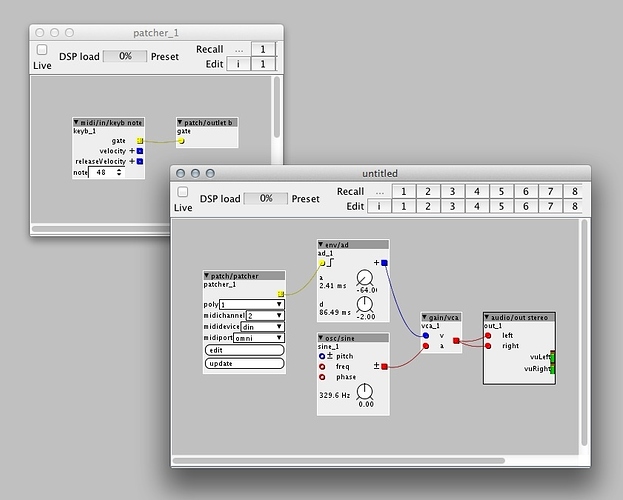 patcher_1
Live
DSP load 0% Preset
Recall ... 1
Edit i 1
midi/in/keyb note
keyb_1
gate
velocity +
releaseVelocity +
note 48
patch/outlet b
gate
untitled
Live
DSP load 0% Preset
Recall ... 1 2 3 4 5 6 7 8
Edit i 1 2 3 4 5 6 7 8
patch/patcher
patcher_1
poly 1
midichannel 2
mididevice din
midiport omni
edit
update
env/ad
ad_1
+
a
2.41 ms -64.0
d
86.49 ms -2.00
osc/sine
sine_1
± pitch
freq ±
phase
329.6 Hz 0.00
gain/vca
vca_1
v
a
audio/out stereo
out_1
left
right
vuLeft
vuRight